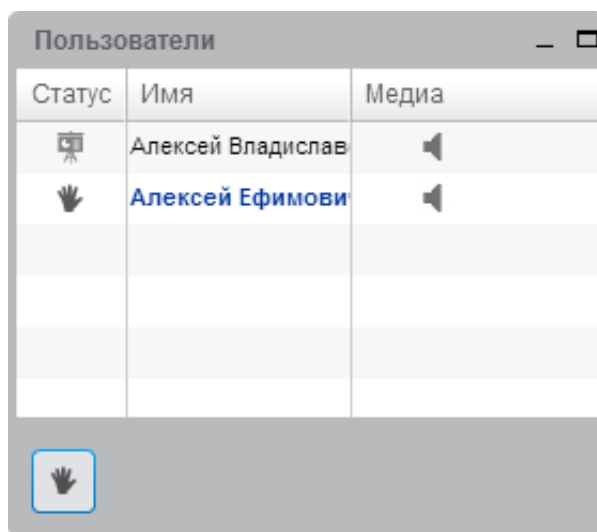 Пользователи
Статус Имя Медиа
Алексей Владислав
Алексей Ефимови